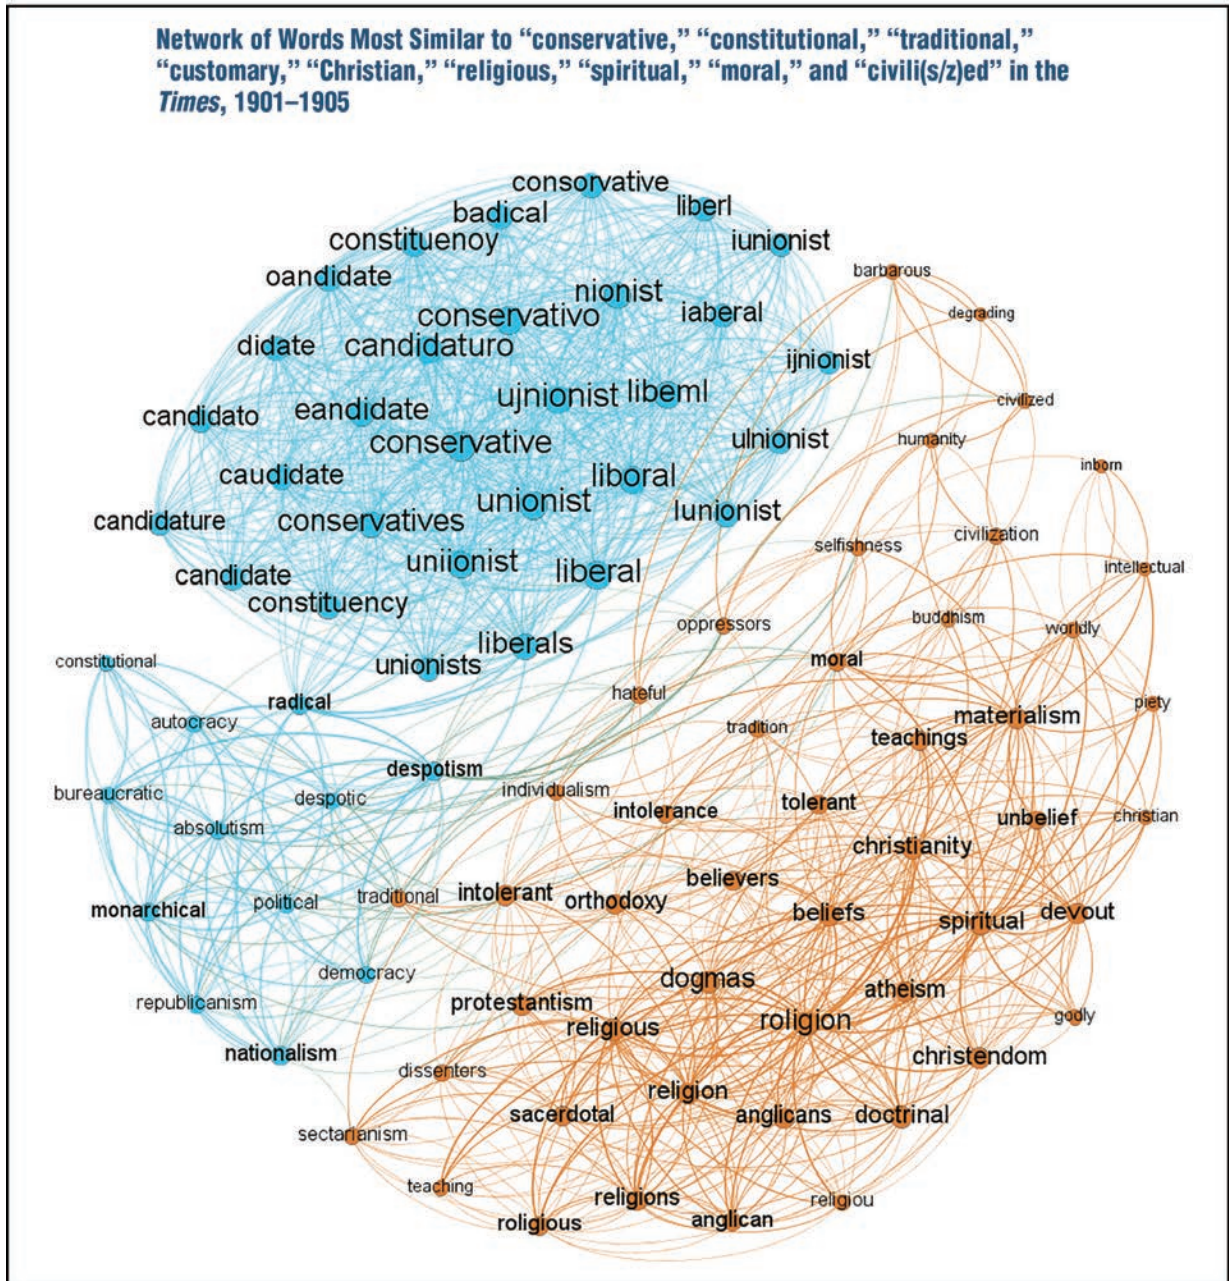 Network of Words Most Similar to “conservative,” “constitutional,” “traditional,”
“customary,” “Christian,” “religious,” “spiritual,” “moral,” and “civili(s/z)ed” in the
Times, 1901–1905
consorvative
badical
liberl
constituenoy
iunionist
oandidate
barbarous
nionist
degrading
conservativo
iaberal
didate
candidaturo
ijnionist
ujnionist
libeml
civilized
candidato
eandidate
conservative
ulnionist
humanity
caudidate
liboral
inborn
unionist
lunionist
candidature
conservatives
selfishness
civilization
uniionist
liberal
intellectual
candidate
constituency
oppressors
buddhism
worldly
liberals
unionists
constitutional
moral
radical
hateful
piety
autocracy
tradition
materialism
teachings
despotism
bureaucratic
despotic
individualism
intolerance
tolerant
unbelief
christian
absolutism
christianity
believers
monarchical
political
traditional
intolerant
orthodoxy
beliefs
spiritual
devout
democracy
dogmas
atheism
republicanism
protestantism
religious
roligion
godly
nationalism
christendom
dissenters
religion
sacerdotal
anglicans
doctrinal
sectarianism
teaching
religions
religiou
roligious
anglican